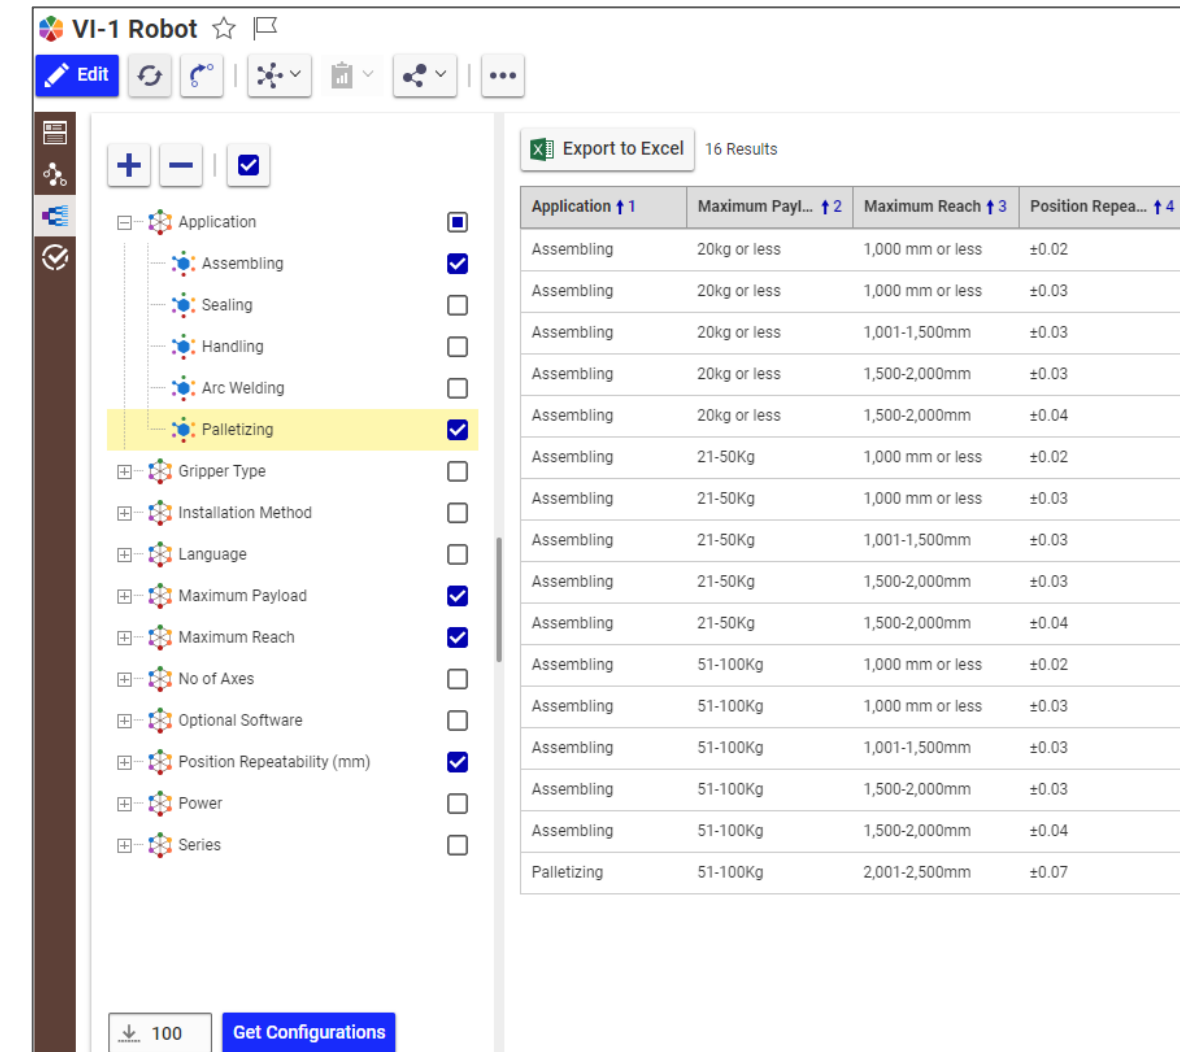 VI-1 Robot
Edit
Export to Excel 16 Results
Application
Assembling
Sealing
Handling
Arc Welding
Palletizing
Gripper Type
Installation Method
Language
Maximum Payload
Maximum Reach
No of Axes
Optional Software
Position Repeatability (mm)
Power
Series
100 Get Configurations
Application 1 Maximum Payl... 2 Maximum Reach 3 Position Repea... 4
Assembling 20kg or less 1,000 mm or less ±0.02
Assembling 20kg or less 1,000 mm or less ±0.03
Assembling 20kg or less 1,001-1,500mm ±0.03
Assembling 20kg or less 1,500-2,000mm ±0.03
Assembling 20kg or less 1,500-2,000mm ±0.04
Assembling 21-50Kg 1,000 mm or less ±0.02
Assembling 21-50Kg 1,000 mm or less ±0.03
Assembling 21-50Kg 1,001-1,500mm ±0.03
Assembling 21-50Kg 1,500-2,000mm ±0.03
Assembling 21-50Kg 1,500-2,000mm ±0.04
Assembling 51-100Kg 1,000 mm or less ±0.02
Assembling 51-100Kg 1,000 mm or less ±0.03
Assembling 51-100Kg 1,001-1,500mm ±0.03
Assembling 51-100Kg 1,500-2,000mm ±0.03
Assembling 51-100Kg 1,500-2,000mm ±0.04
Palletizing 51-100Kg 2,001-2,500mm ±0.07